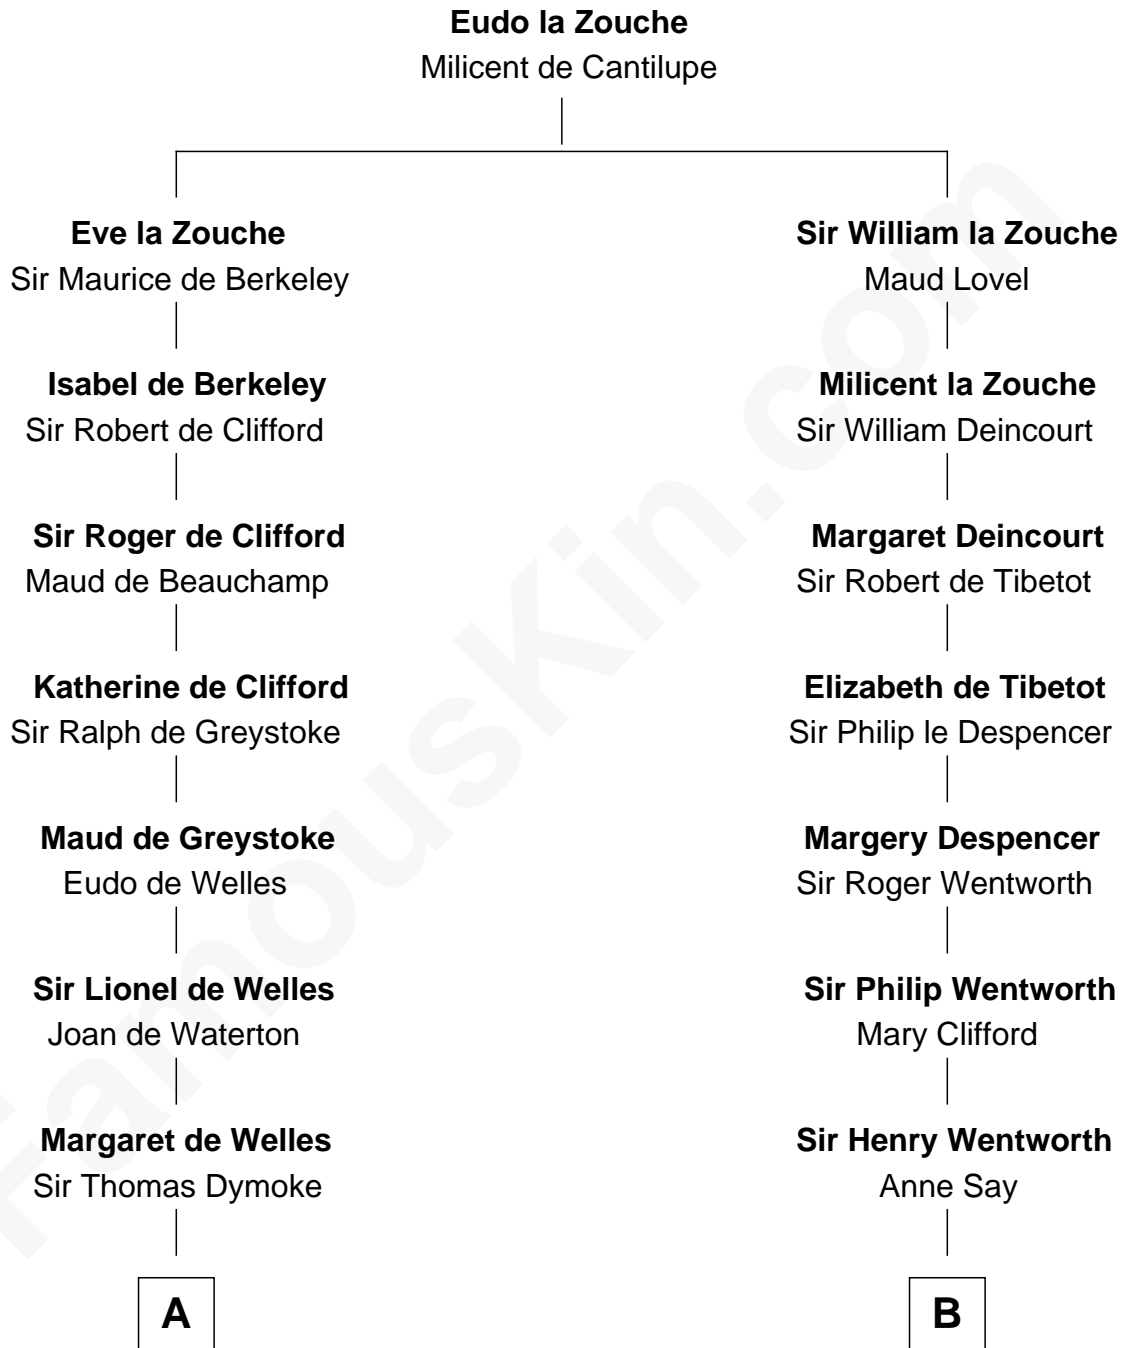 Eudo la Zouche
Milicent de Cantilupe
Eve la Zouche
Sir Maurice de Berkeley
Isabel de Berkeley
Sir Robert de Clifford
Sir Roger de Clifford
Maud de Beauchamp
Katherine de Clifford
Sir Ralph de Greystoke
Maud de Greystoke
Eudo de Welles
Sir Lionel de Welles
Joan de Waterton
Margaret de Welles
Sir Thomas Dymoke
A
Sir William la Zouche
Maud Lovel
Milicent la Zouche
Sir William Deincourt
Margaret Deincourt
Sir Robert de Tibetot
Elizabeth de Tibetot
Sir Philip le Despencer
Margery Despencer
Sir Roger Wentworth
Sir Philip Wentworth
Mary Clifford
Sir Henry Wentworth
Anne Say
B
FamousKin.com